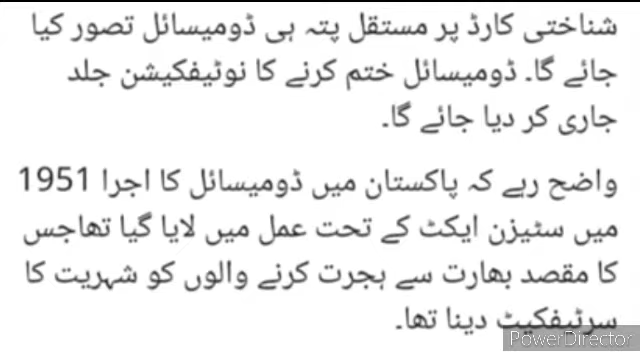 شناختی کارڈ پر مستقل پتہ ہی ڈومیسائل تصور کیا
جائے گا۔ ڈومیسائل ختم کرنے کا نوٹیفکیشن جلد
جاری کر دیا جائے گا۔
واضح رہے کہ پاکستان میں ڈومیسائل کا اجرا 1951
میں سٹیزن ایکٹ کے تحت عمل میں لایا گیا تھاجس
کا مقصد بھارت سے ہجرت کرنے والوں کو شہریت کا
سرٹیفکیٹ دینا تھا۔
PowerDirector